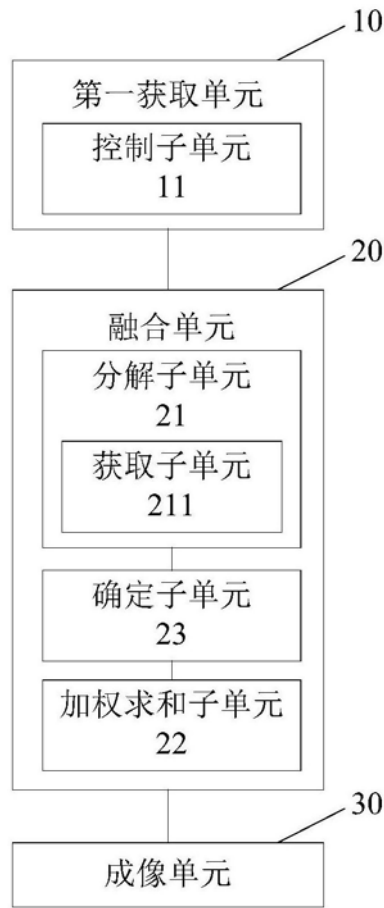 10
第一获取单元
控制子单元
11
20
融合单元
分解子单元
21
获取子单元
211
确定子单元
23
加权求和子单元
22
30
成像单元